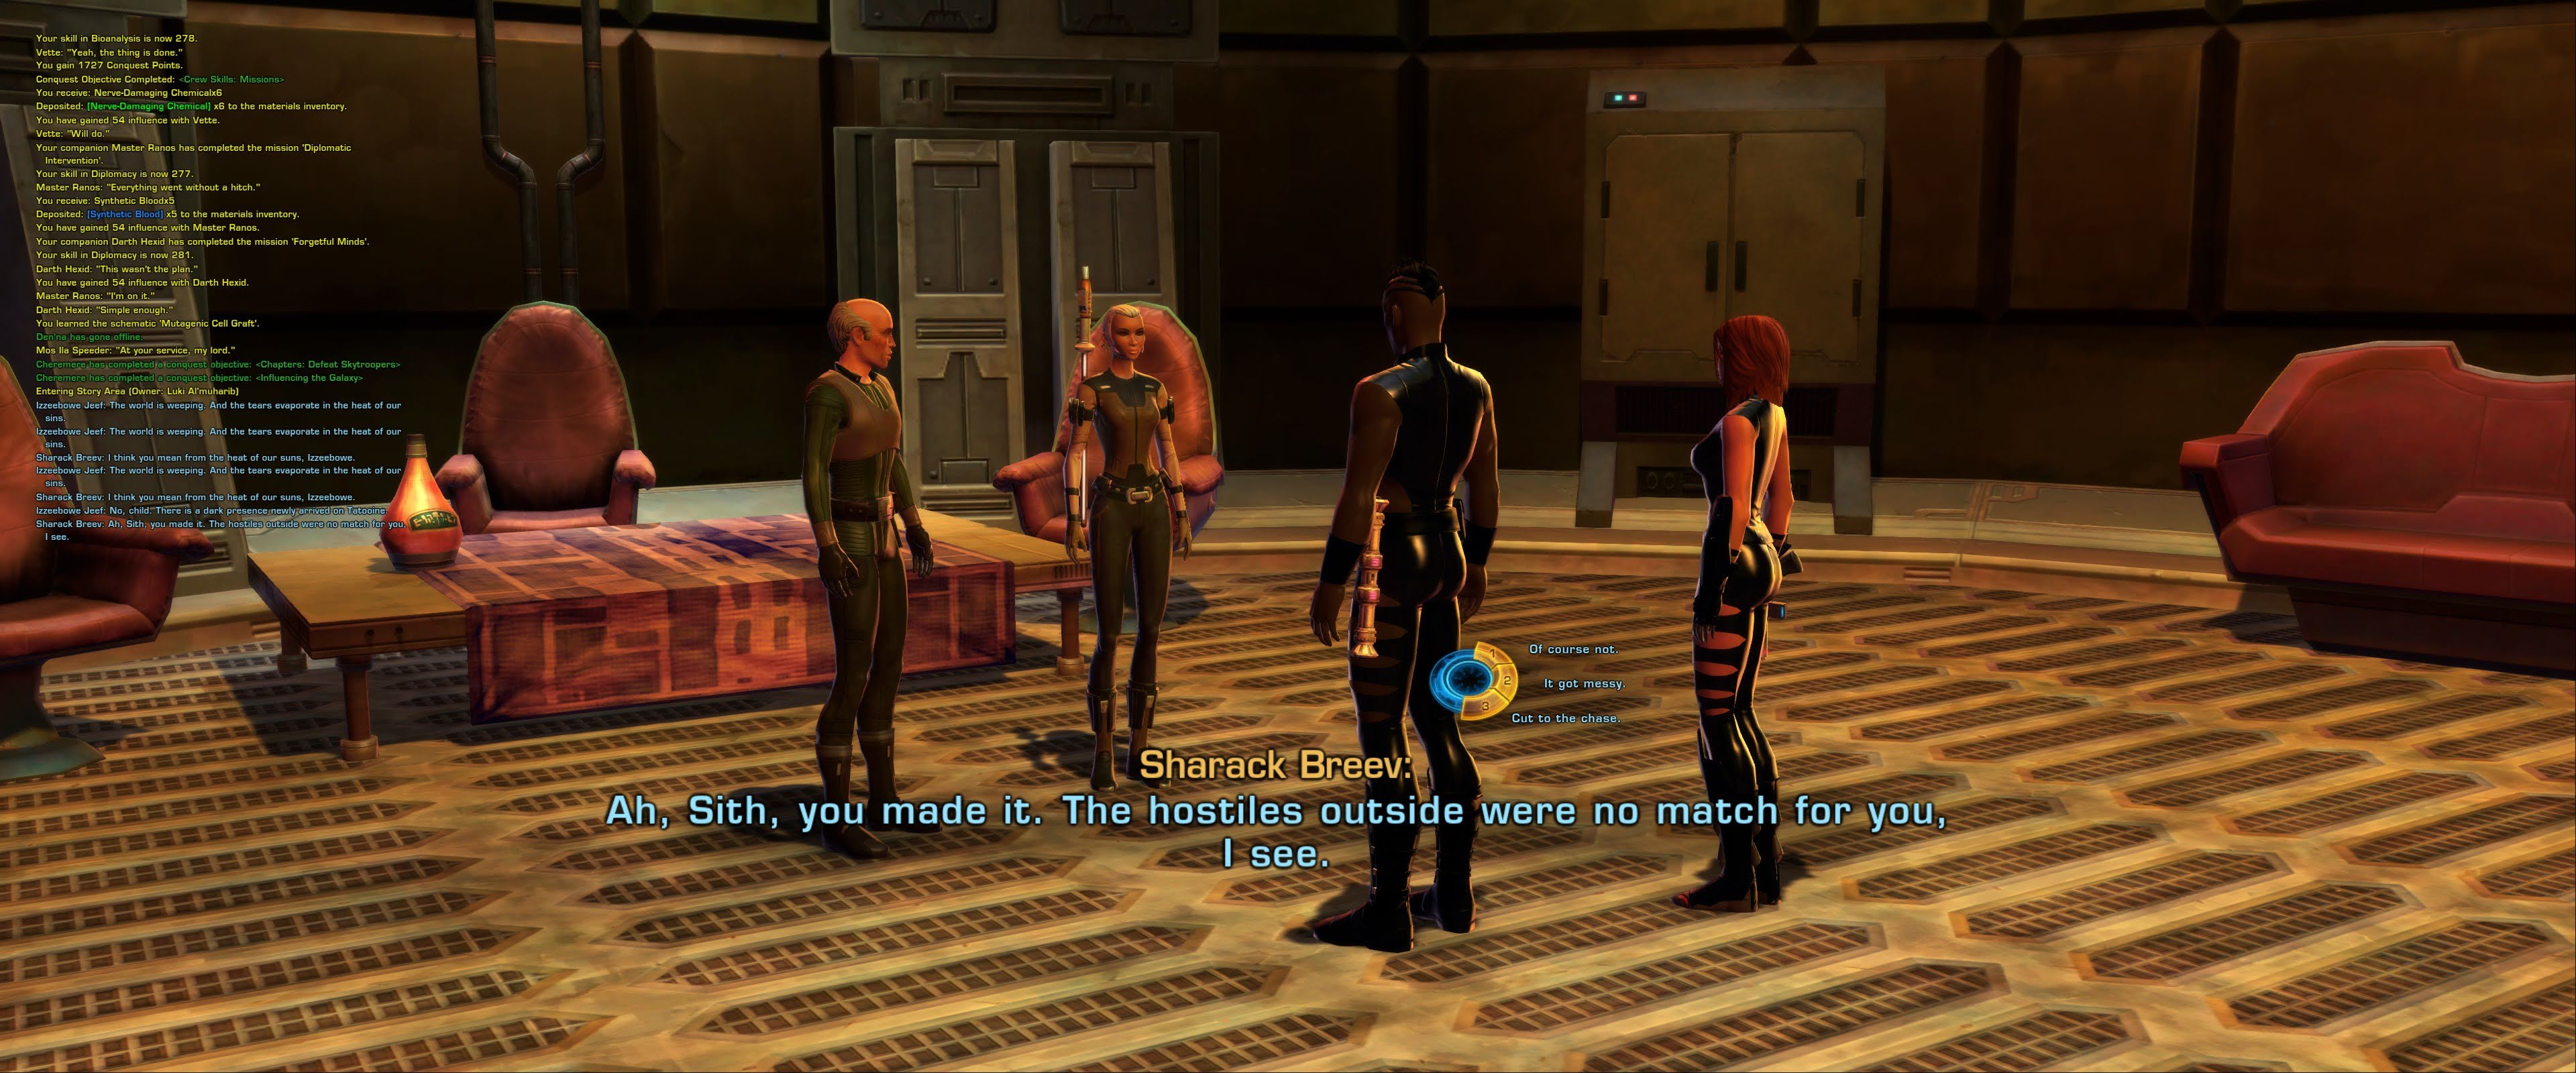 Your skill in Bioanalysis is now 278.
Vette: "Yeah, the thing is done."
You gain 1727 Conquest Points.
Conquest Objective Completed: <Crew Skills: Missions>
You receive: Nerve-Damaging Chemicalx6
Deposited: [Nerve-Damaging Chemical] x6 to the materials inventory.
You have gained 54 influence with Vette.
Vette: "Will do."
Your companion Master Ranos has completed the mission 'Diplomatic
Intervention'.
Your skill in Diplomacy is now 277.
Master Ranos: "Everything went without a hitch."
You receive: Synthetic Bloodx5
Deposited: [Synthetic Blood] x5 to the materials inventory.
You have gained 54 influence with Master Ranos.
Your companion Darth Hexid has completed the mission 'Forgetful Minds'.
Your skill in Diplomacy is now 281.
Darth Hexid: "This wasn't the plan."
You have gained 54 influence with Darth Hexid.
Master Ranos: "I'm on it."
Darth Hexid: "Simple enough."
You learned the schematic 'Mutagenic Cell Graft'.
Den'na has gone offline.
Mos Ila Speeder: "At your service, my lord."
Cheremere has completed a conquest objective: <Chapters: Defeat Skytroopers>
Cheremere has completed a conquest objective: <Influencing the Galaxy>
Entering Story Area (Owner: Luki Al'muharib)
Izzeebowe Jeef: The world is weeping. And the tears evaporate in the heat of our
sins.
Izzeebowe Jeef: The world is weeping. And the tears evaporate in the heat of our
sins.
Sharack Breev: I think you mean from the heat of our suns, Izzeebowe.
Izzeebowe Jeef: The world is weeping. And the tears evaporate in the heat of our
sins.
Sharack Breev: I think you mean from the heat of our suns, Izzeebowe.
Izzeebowe Jeef: No, child. There is a dark presence newly arrived on Tatooine.
Sharack Breev: Ah, Sith, you made it. The hostiles outside were no match for you,
I see.
1 Of course not.
2 It got messy.
3 Cut to the chase.
Sharack Breev:
Ah, Sith, you made it. The hostiles outside were no match for you,
I see.